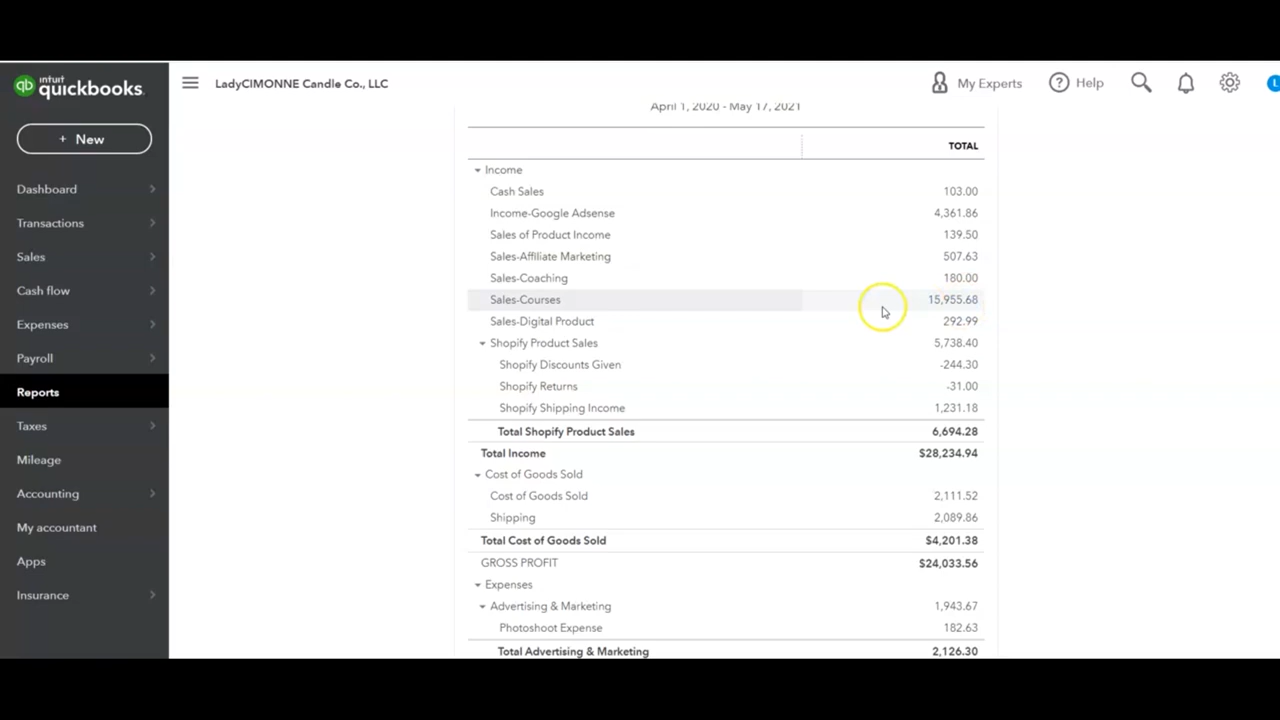 intuit
quickbooks.
LadyCIMONNE Candle Co., LLC
My Experts
Help
L
+ New
Dashboard
Transactions
Sales
Cash flow
Expenses
Payroll
Reports
Taxes
Mileage
Accounting
My accountant
Apps
Insurance
April 1, 2020 - May 17, 2021
TOTAL
Income
Cash Sales 103.00
Income-Google Adsense 4,361.86
Sales of Product Income 139.50
Sales-Affiliate Marketing 507.63
Sales-Coaching 180.00
Sales-Courses 15,955.68
Sales-Digital Product 292.99
Shopify Product Sales 5,738.40
Shopify Discounts Given -244.30
Shopify Returns -31.00
Shopify Shipping Income 1,231.18
Total Shopify Product Sales 6,694.28
Total Income $28,234.94
Cost of Goods Sold
Cost of Goods Sold 2,111.52
Shipping 2,089.86
Total Cost of Goods Sold $4,201.38
GROSS PROFIT $24,033.56
Expenses
Advertising & Marketing 1,943.67
Photoshoot Expense 182.63
Total Advertising & Marketing 2,126.30